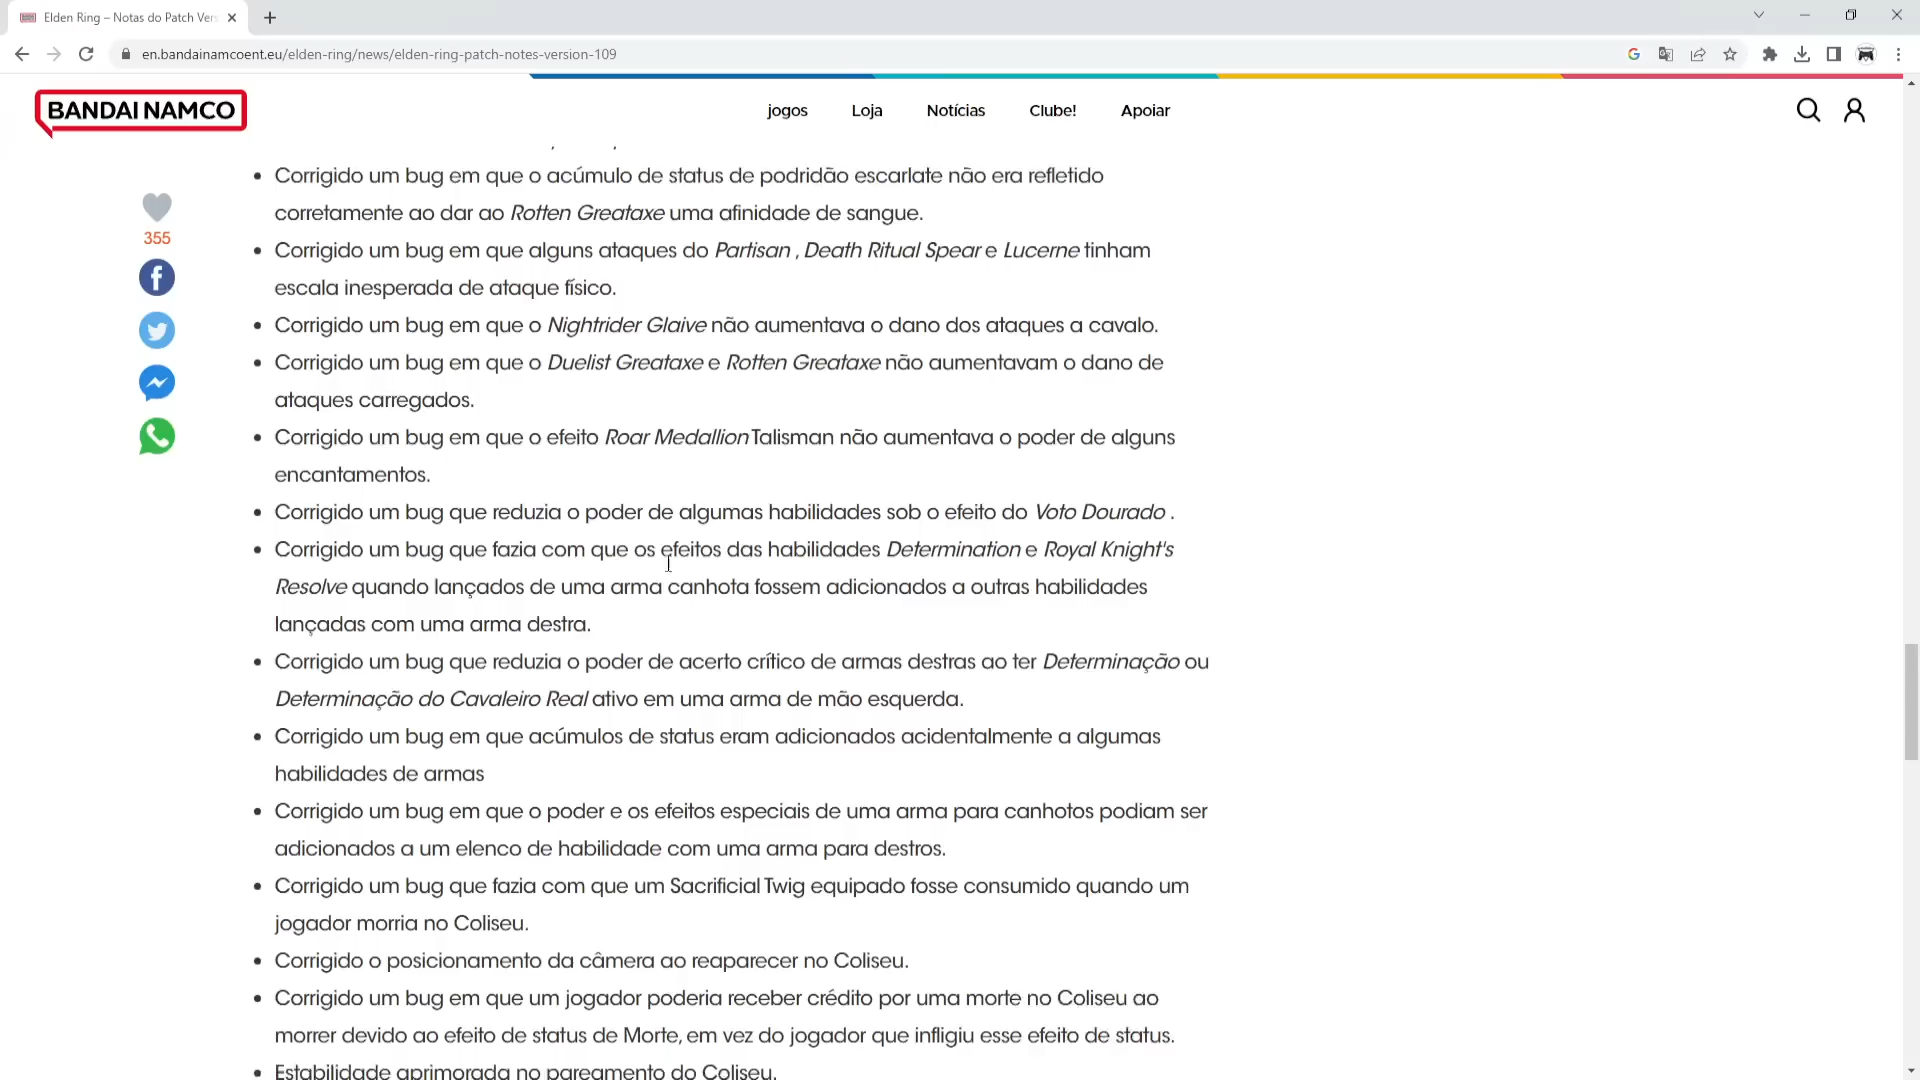 Elden Ring – Notas do Patch Vers
en.bandainamcoent.eu/elden-ring/news/elden-ring-patch-notes-version-109
BANDAI NAMCO
jogos Loja Notícias Clube! Apoiar
355
• Corrigido um bug em que o acúmulo de status de podridão escarlate não era refletido
corretamente ao dar ao Rotten Greataxe uma afinidade de sangue.
• Corrigido um bug em que alguns ataques do Partisan , Death Ritual Spear e Lucerne tinham
escala inesperada de ataque físico.
• Corrigido um bug em que o Nightrider Glaive não aumentava o dano dos ataques a cavalo.
• Corrigido um bug em que o Duelist Greataxe e Rotten Greataxe não aumentavam o dano de
ataques carregados.
• Corrigido um bug em que o efeito Roar Medallion Talisman não aumentava o poder de alguns
encantamentos.
• Corrigido um bug que reduzia o poder de algumas habilidades sob o efeito do Voto Dourado .
• Corrigido um bug que fazia com que os efeitos das habilidades Determination e Royal Knight's
Resolve quando lançados de uma arma canhota fossem adicionados a outras habilidades
lançadas com uma arma destra.
• Corrigido um bug que reduzia o poder de acerto crítico de armas destras ao ter Determinação ou
Determinação do Cavaleiro Real ativo em uma arma de mão esquerda.
• Corrigido um bug em que acúmulos de status eram adicionados acidentalmente a algumas
habilidades de armas
• Corrigido um bug em que o poder e os efeitos especiais de uma arma para canhotos podiam ser
adicionados a um elenco de habilidade com uma arma para destros.
• Corrigido um bug que fazia com que um Sacrificial Twig equipado fosse consumido quando um
jogador morria no Coliseu.
• Corrigido o posicionamento da câmera ao reaparecer no Coliseu.
• Corrigido um bug em que um jogador poderia receber crédito por uma morte no Coliseu ao
morrer devido ao efeito de status de Morte, em vez do jogador que infligiu esse efeito de status.
• Estabilidade aprimorada no pareamento do Coliseu.